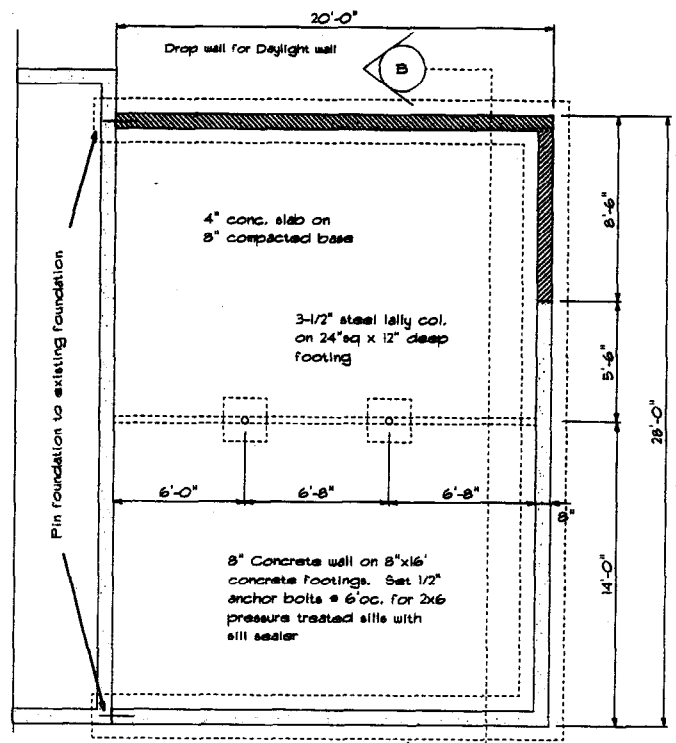 20'-0"
Drop wall for Daylight wall
B
8'-6"
4" conc. slab on
8" compacted base
Pin foundation to existing foundation
3-1/2" steel lally col.
on 24"sq x 12" deep
footing
5'-6"
28'-0"
6'-0"
6'-8"
6'-8"
8"
14'-0"
8" Concrete wall on 8"x16'
concrete footings. Set 1/2"
anchor bolts @ 6'oc. for 2x6
pressure treated sills with
sill sealer